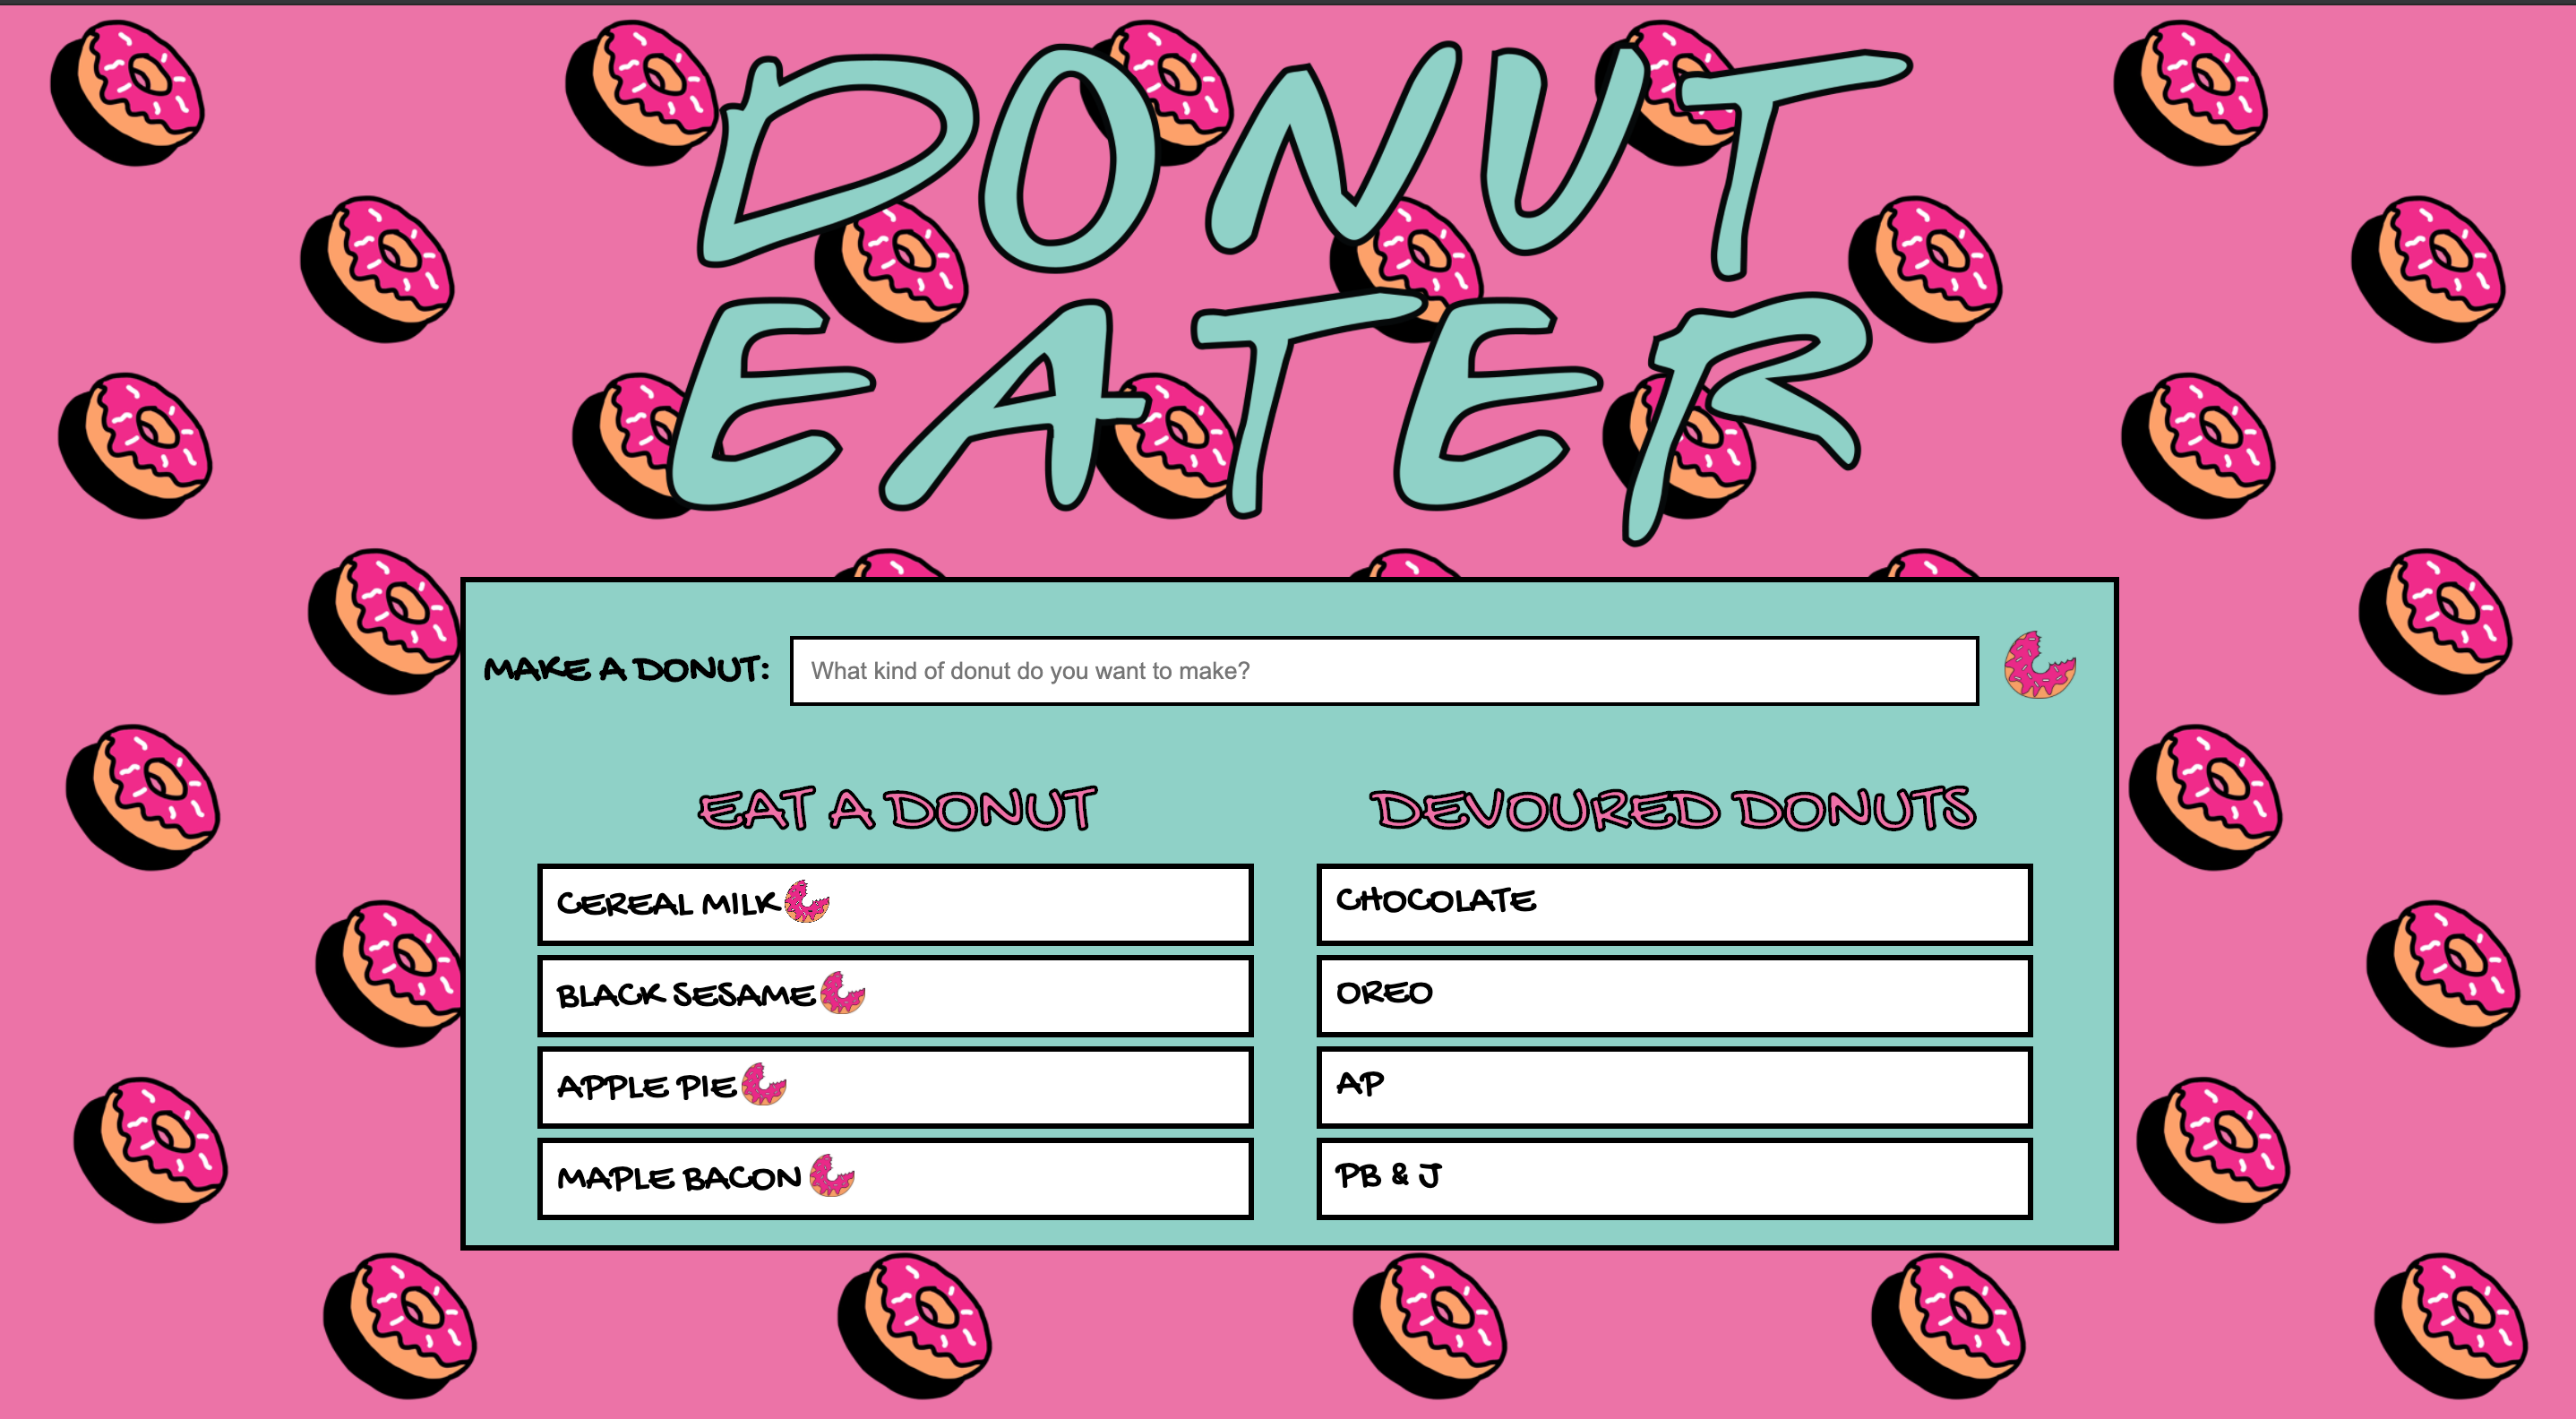 DONUT
EATER
MAKE A DONUT: What kind of donut do you want to make?
EAT A DONUT
CEREAL MILK
BLACK SESAME
APPLE PIE
MAPLE BACON
DEVOURED DONUTS
CHOCOLATE
OREO
AP
PB & J